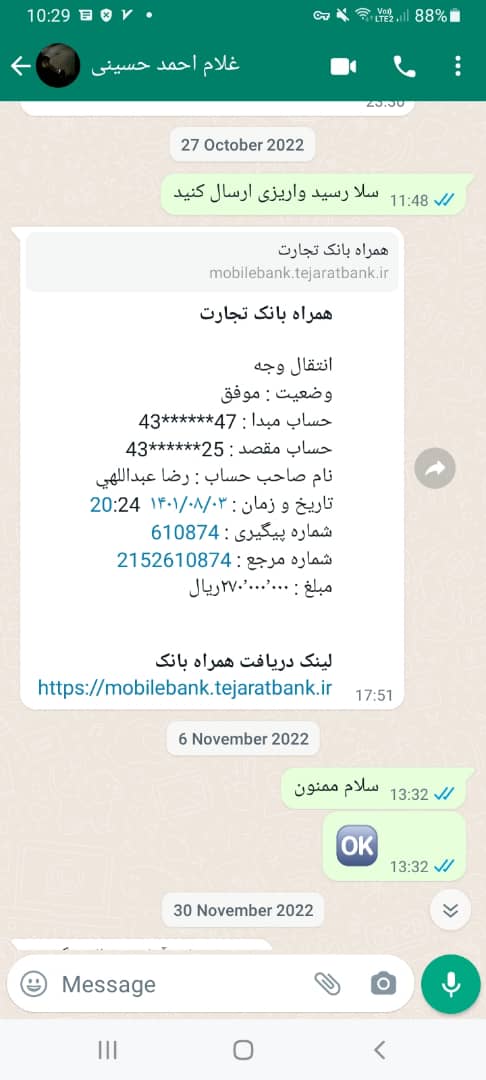 10:29
Vo)) LTE2
88%
غلام احمد حسینی
23:30
27 October 2022
سلا رسید واریزی ارسال کنید
11:48
همراه بانک تجارت
mobilebank.tejaratbank.ir
همراه بانک تجارت
انتقال وجه
وضعیت : موفق
حساب مبدا : 47******43
حساب مقصد : 25******43
نام صاحب حساب : رضا عبداللهي
تاریخ و زمان : ۱۴۰۱/۰۸/۰۳ 20:24
شماره پیگیری : 610874
شماره مرجع : 2152610874
مبلغ : ۲۷۰٬۰۰۰٬۰۰۰ریال
لینک دریافت همراه بانک
https://mobilebank.tejaratbank.ir
17:51
6 November 2022
سلام ممنون
13:32
OK
13:32
30 November 2022
Message